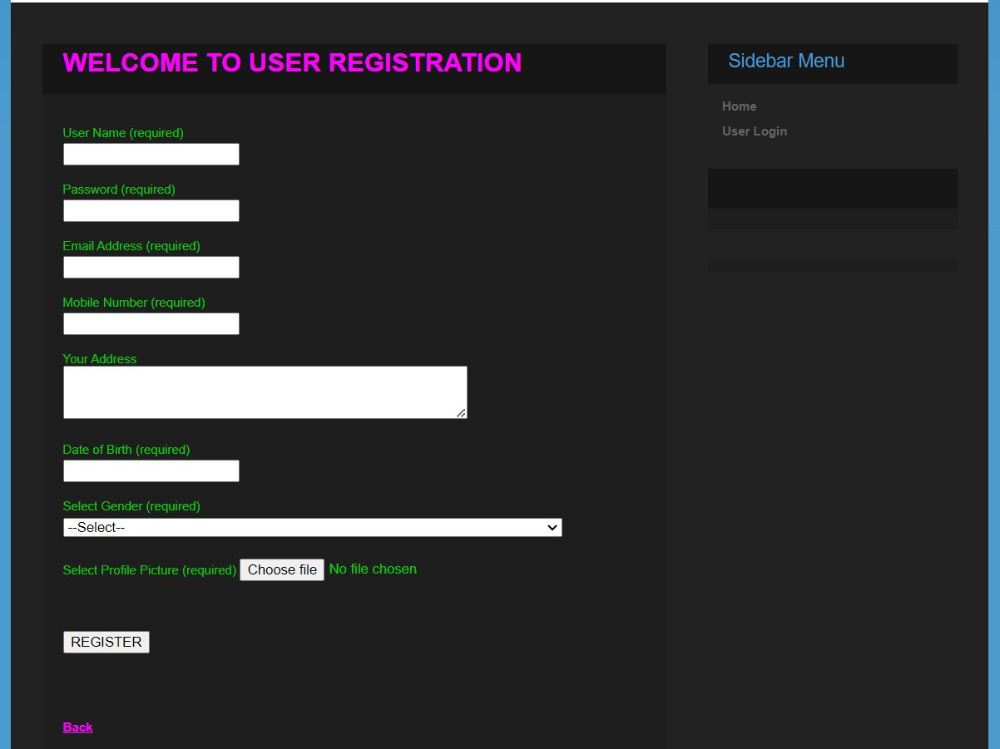 WELCOME TO USER REGISTRATION
User Name (required)
Password (required)
Email Address (required)
Mobile Number (required)
Your Address
Date of Birth (required)
Select Gender (required)
--Select--
Select Profile Picture (required) Choose file No file chosen
REGISTER
Back
Sidebar Menu
Home
User Login